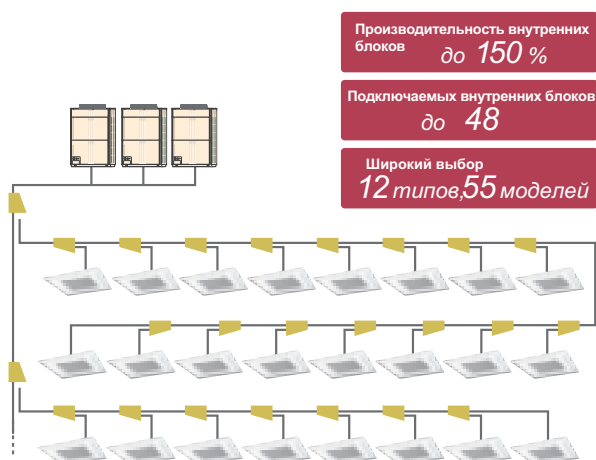 Производительность внутренних
блоков до 150 %
Подключаемых внутренних блоков
до 48
Широкий выбор
12 типов,55 моделей